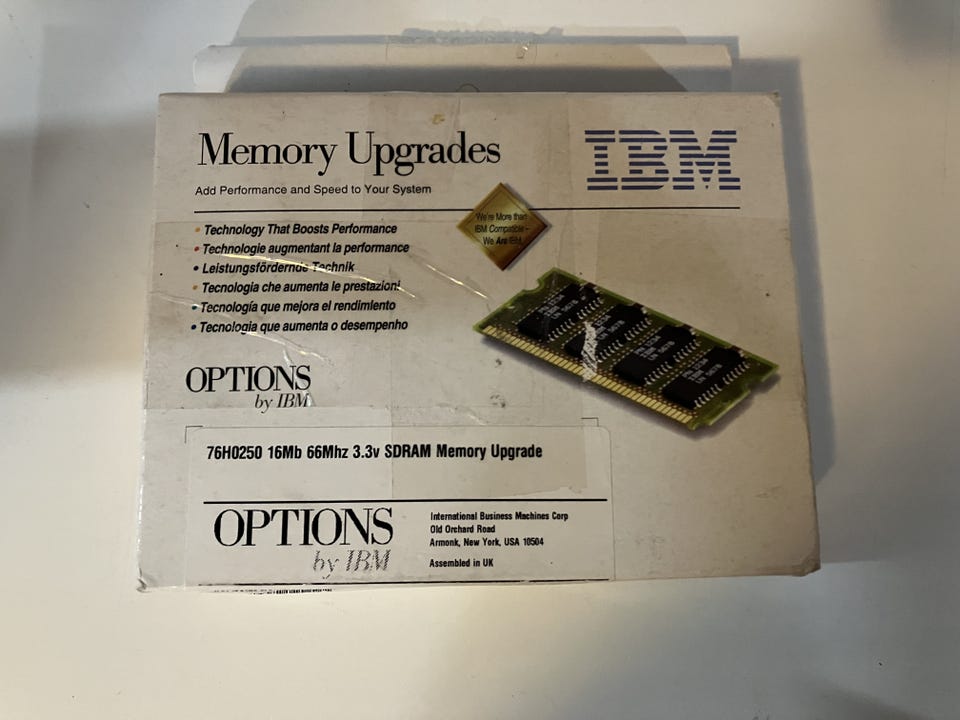 Memory Upgrades
IBM
Add Performance and Speed to Your System
We're More than
IBM Compatible –
We Are IBM.
• Technology That Boosts Performance
• Technologie augmentant la performance
• Leistungsfördernde Technik
• Tecnologia che aumenta le prestazioni
• Tecnología que mejora el rendimiento
• Tecnologia que aumenta o desempenho
OPTIONS
by IBM
76H0250 16Mb 66Mhz 3.3v SDRAM Memory Upgrade
OPTIONS
by IBM
International Business Machines Corp
Old Orchard Road
Armonk, New York, USA 10504
Assembled in UK